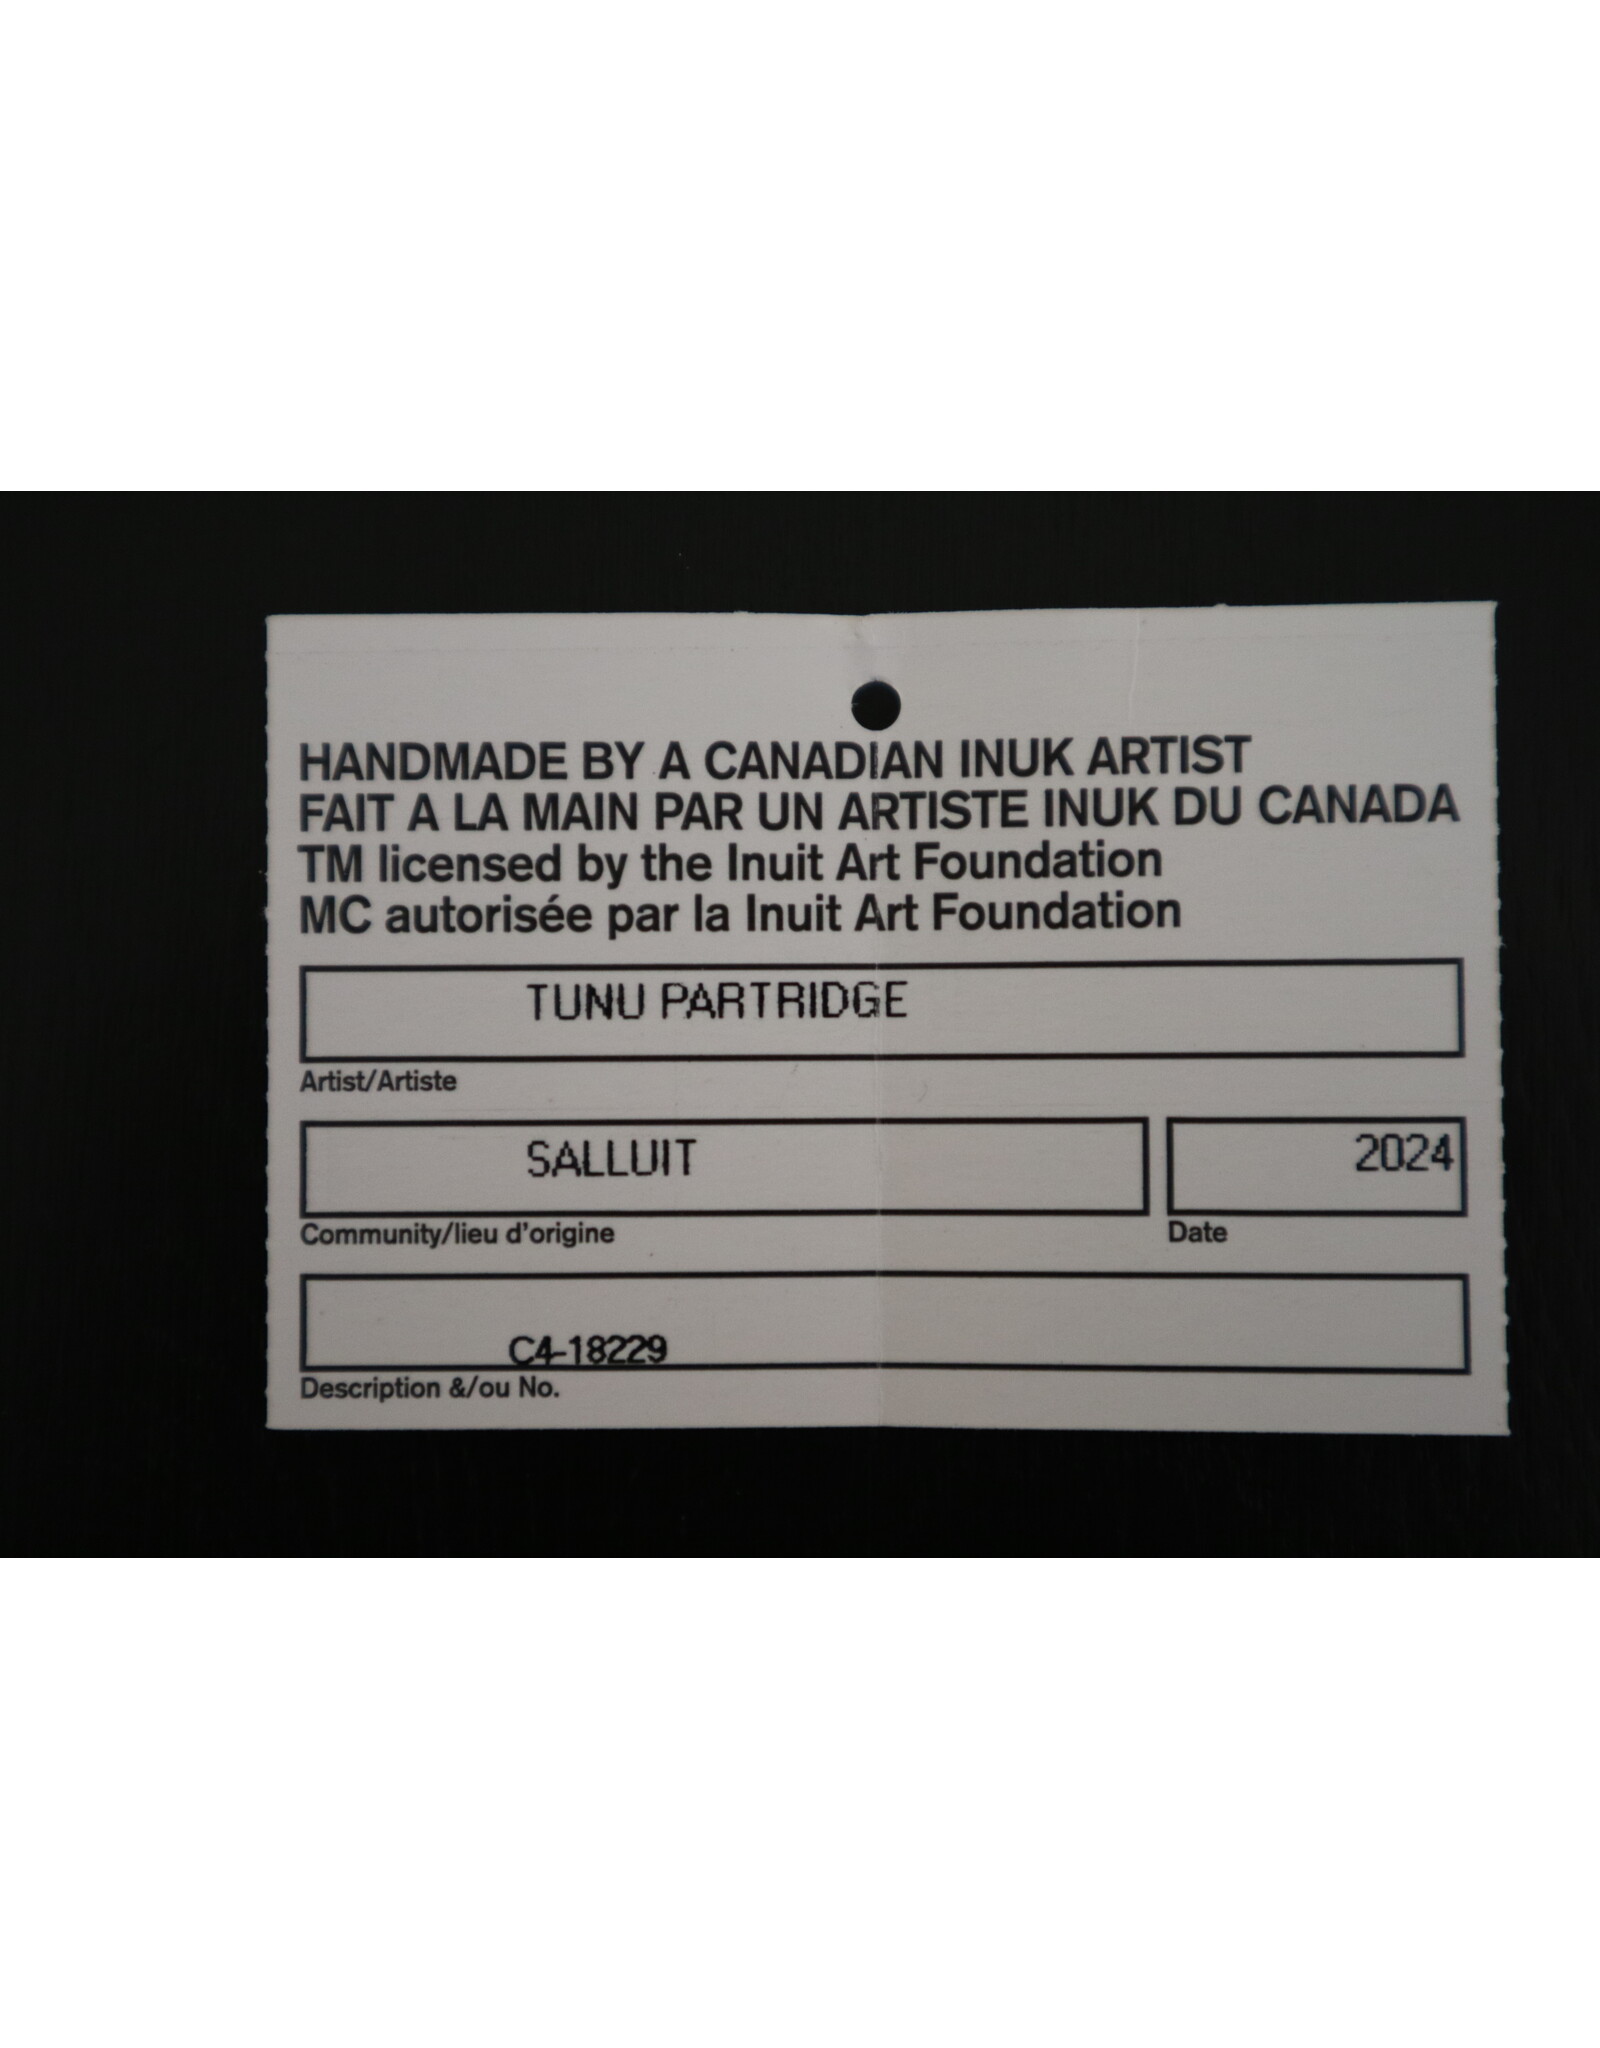 HANDMADE BY A CANADIAN INUK ARTIST
FAIT A LA MAIN PAR UN ARTISTE INUK DU CANADA
TM licensed by the Inuit Art Foundation
MC autorisée par la Inuit Art Foundation
TUNU PARTRIDGE
Artist/Artiste
SALLUIT 2024
Community/lieu d'origine Date
C4-18229
Description &/ou No.